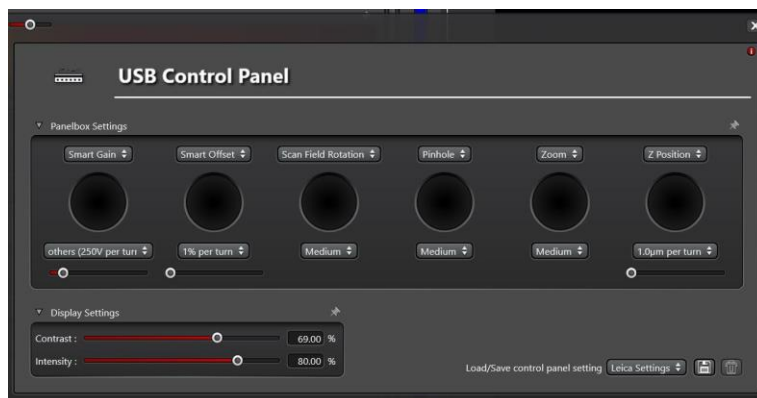 USB Control Panel
Panelbox Settings
Smart Gain Smart Offset Scan Field Rotation Pinhole Zoom Z Position
others (250V per turn 1% per turn Medium Medium Medium 1.0µm per turn
Display Settings
Contrast : 69.00 %
Intensity : 80.00 %
Load/Save control panel setting Leica Settings